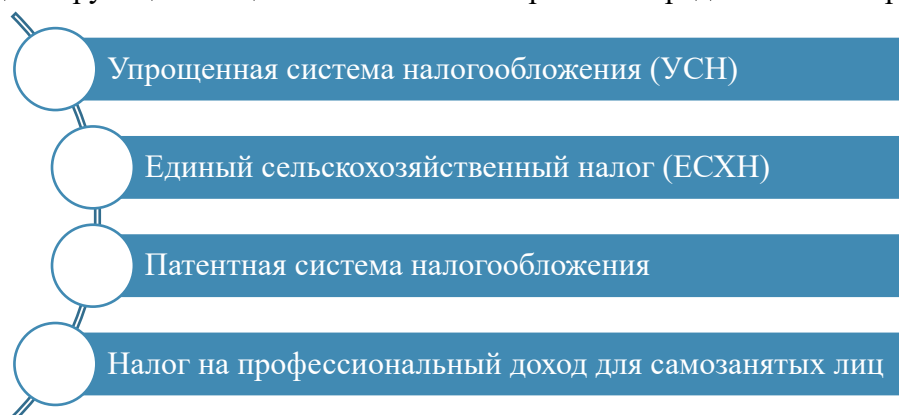 Упрощенная система налогообложения (УСН)
Единый сельскохозяйственный налог (ЕСХН)
Патентная система налогообложения
Налог на профессиональный доход для самозанятых лиц